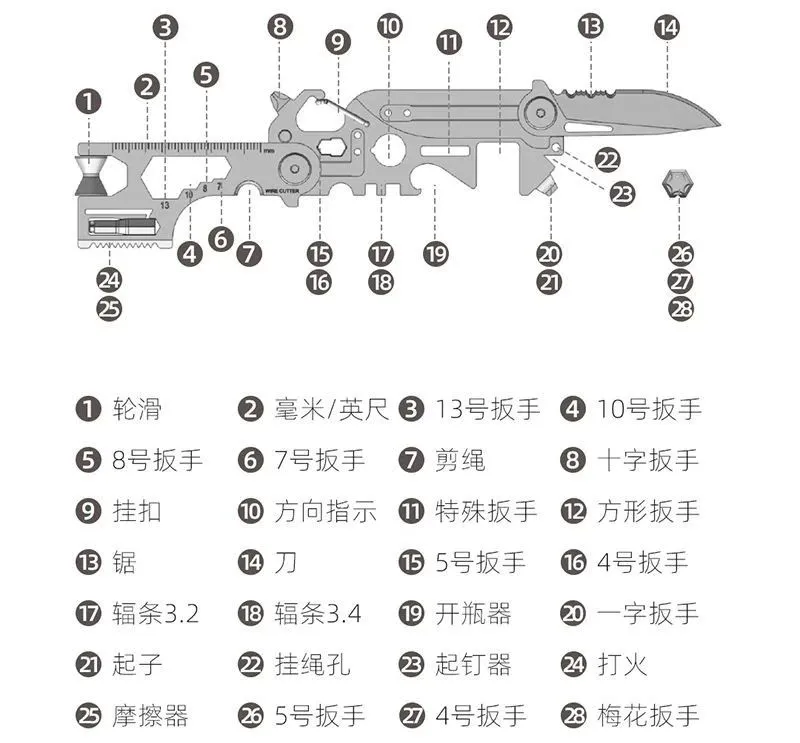 3 8 9 10 11 12 13 14
5
2
1
mm
22
23
13 10 8 7 WIRE CUTTER
6
4 7 15 17 19 20 26
24 16 18 21 27
25 28
1 轮滑 2 毫米/英尺 3 13号扳手 4 10号扳手
5 8号扳手 6 7号扳手 7 剪绳 8 十字扳手
9 挂扣 10 方向指示 11 特殊扳手 12 方形扳手
13 锯 14 刀 15 5号扳手 16 4号扳手
17 辐条3.2 18 辐条3.4 19 开瓶器 20 一字扳手
21 起子 22 挂绳孔 23 起钉器 24 打火
25 摩擦器 26 5号扳手 27 4号扳手 28 梅花扳手